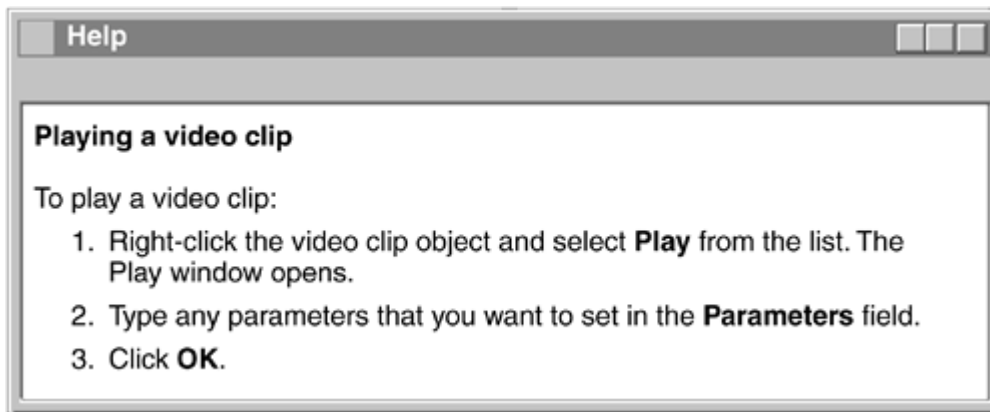 Help
Playing a video clip
To play a video clip:
1. Right-click the video clip object and select Play from the list. The
Play window opens.
2. Type any parameters that you want to set in the Parameters field.
3. Click OK.